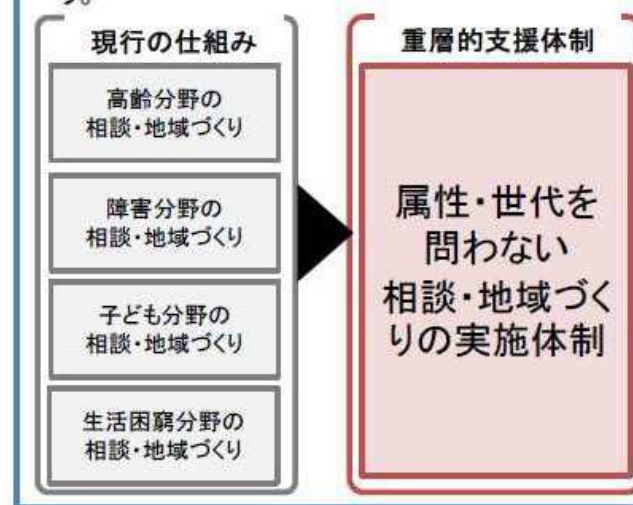 う。
現行の仕組み
高齢分野の
相談・地域づくり
障害分野の
相談・地域づくり
子ども分野の
相談・地域づくり
生活困窮分野の
相談・地域づくり
重層的支援体制
属性・世代を
問わない
相談・地域づく
りの実施体制